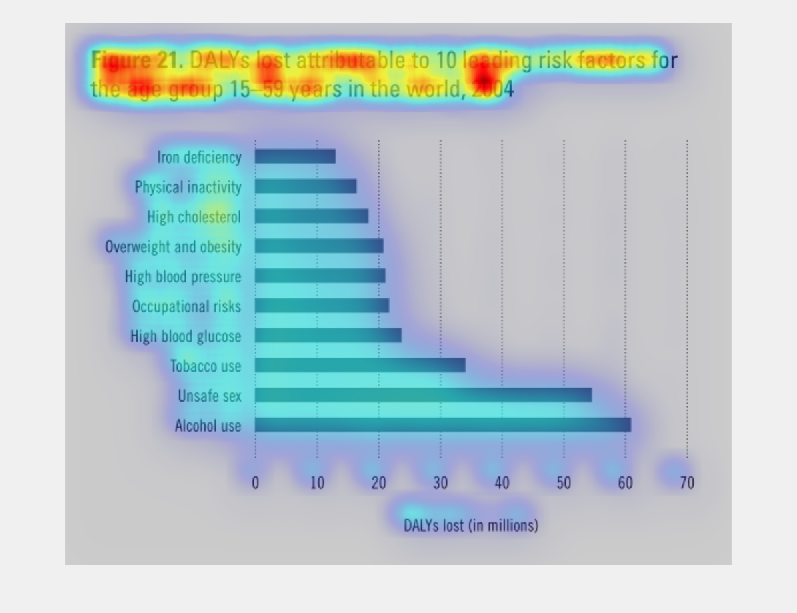 Figure 21. DALYs lost attributable to 10 leading risk factors for
the age group 15–59 years in the world, 2004
Iron deficiency
Physical inactivity
High cholesterol
Overweight and obesity
High blood pressure
Occupational risks
High blood glucose
Tobacco use
Unsafe sex
Alcohol use
0 10 20 30 40 50 60 70
DALYs lost (in millions)